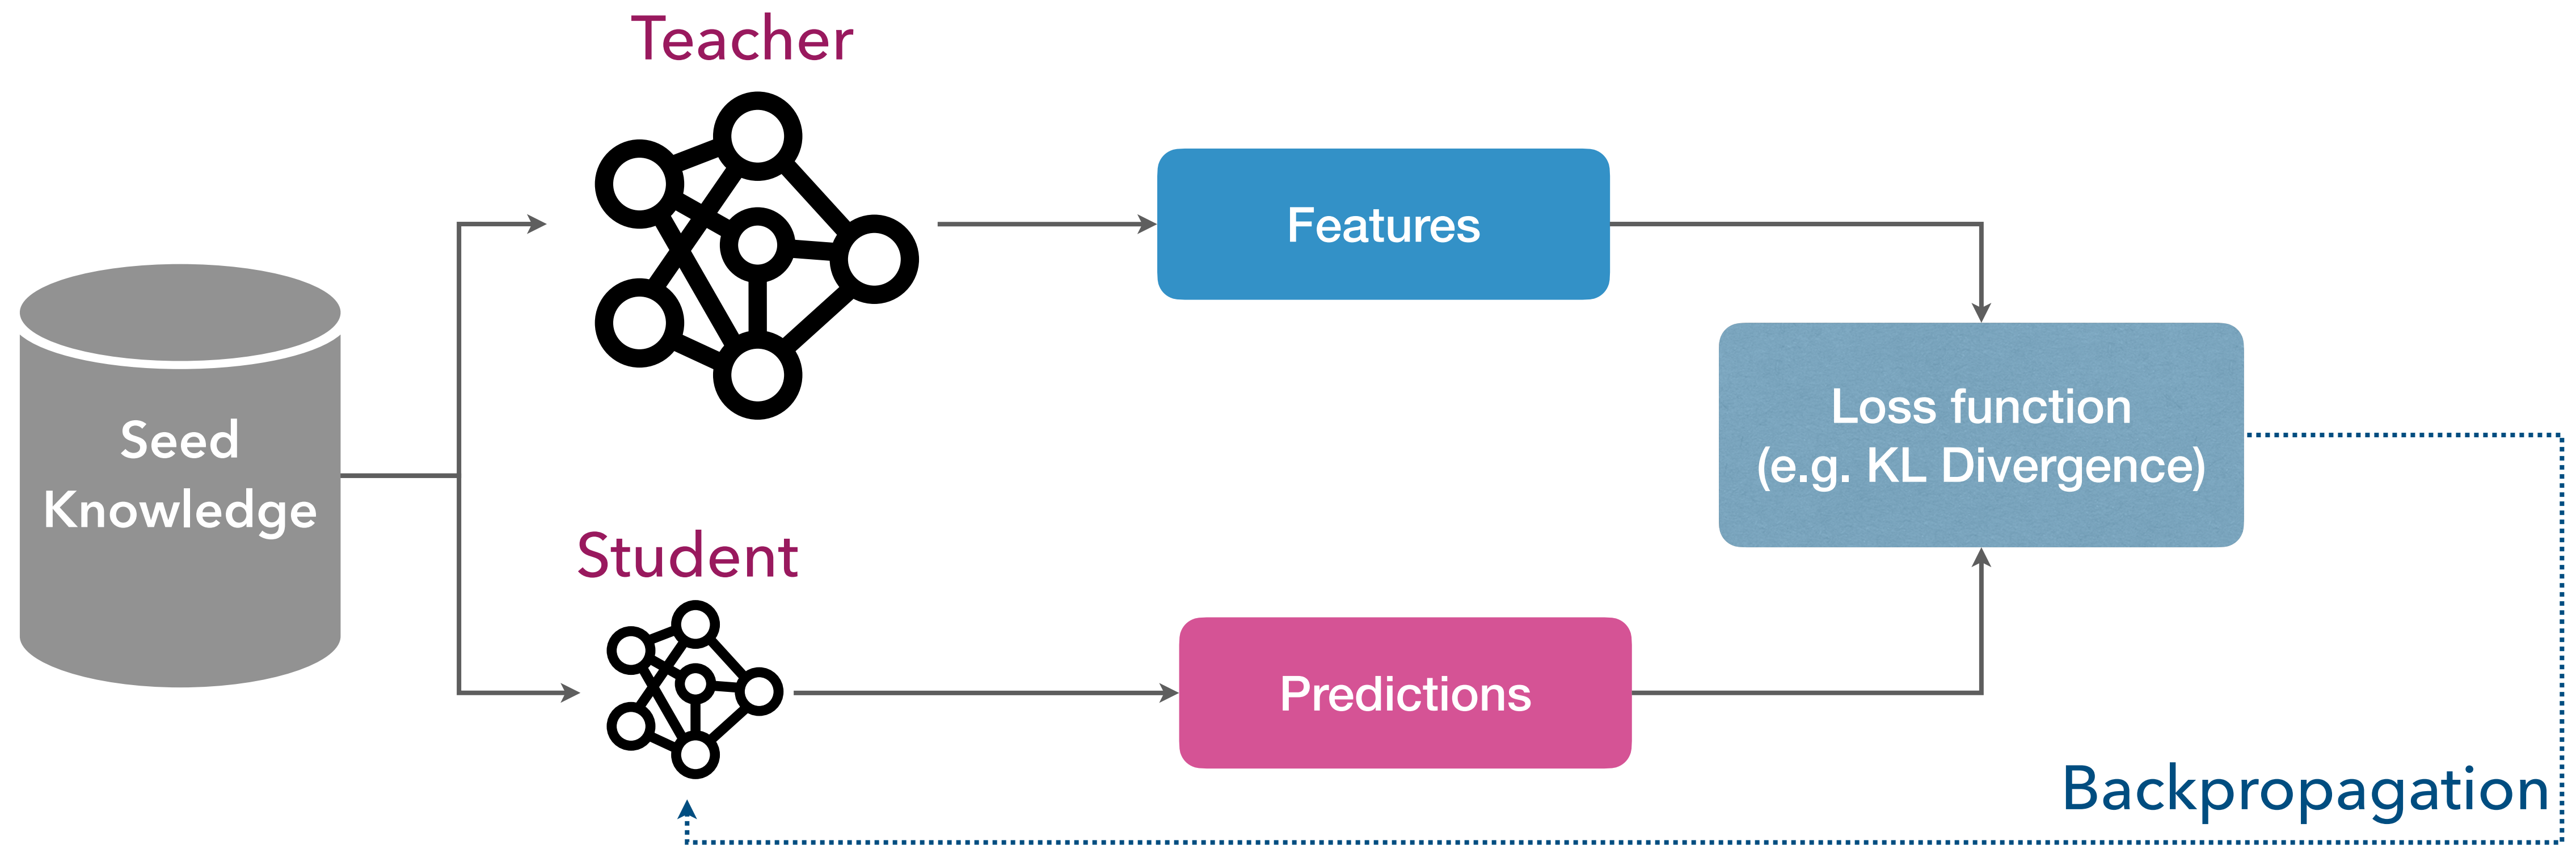 Teacher
Features
Seed
Knowledge
Loss function
(e.g. KL Divergence)
Student
Predictions
Backpropagation